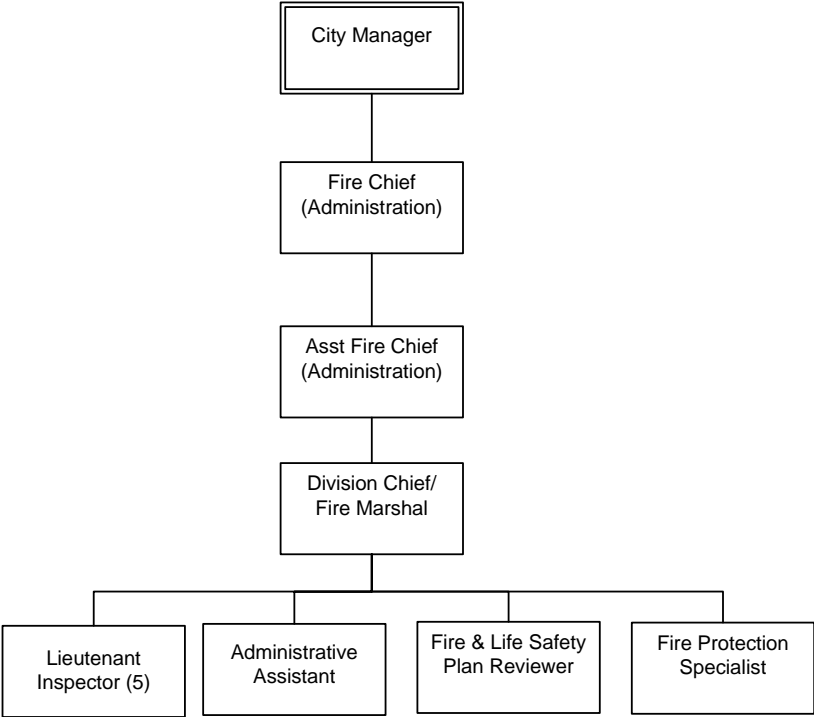 City Manager
Fire Chief
(Administration)
Asst Fire Chief
(Administration)
Division Chief/
Fire Marshal
Lieutenant
Inspector (5)
Administrative
Assistant
Fire & Life Safety
Plan Reviewer
Fire Protection
Specialist